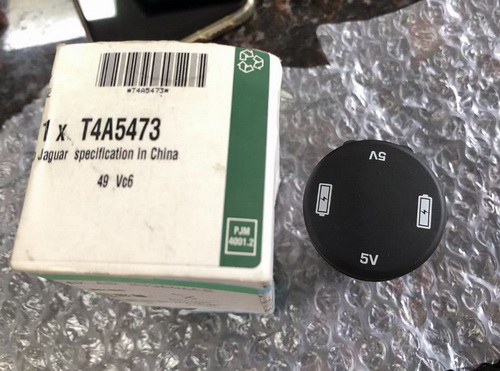 *T4A5473*
1 x T4A5473
Jaguar specification in China
49 Vc6
PJM
4001.2
5V
5V